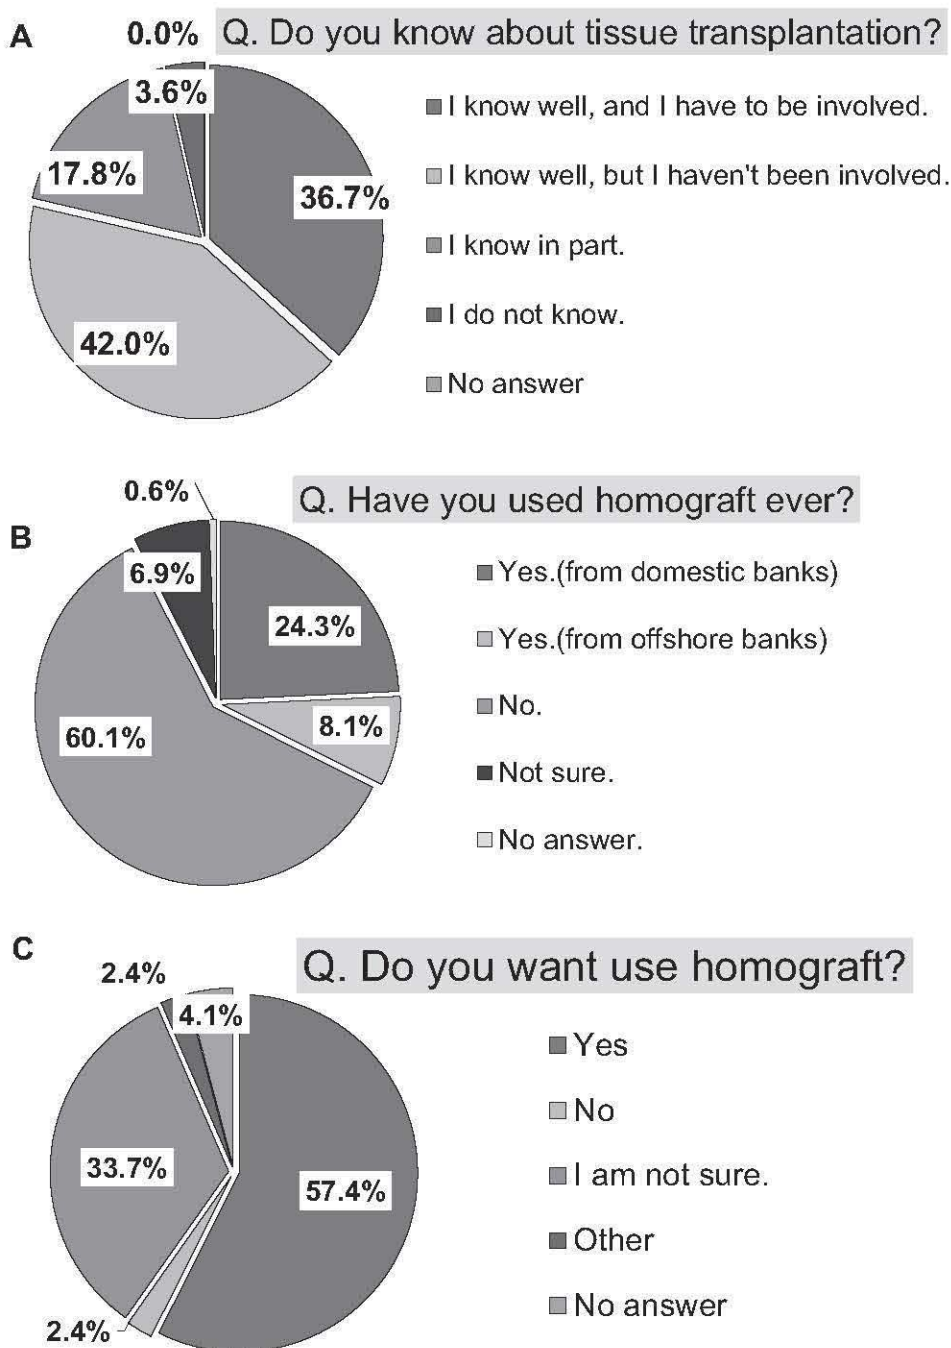 A
0.0%
Q. Do you know about tissue transplantation?
3.6%
17.8%
36.7%
42.0%
I know well, and I have to be involved.
I know well, but I haven't been involved.
I know in part.
I do not know.
No answer
B
0.6%
Q. Have you used homograft ever?
6.9%
24.3%
60.1%
8.1%
Yes.(from domestic banks)
Yes.(from offshore banks)
No.
Not sure.
No answer.
C
2.4%
Q. Do you want use homograft?
4.1%
33.7%
57.4%
2.4%
Yes
No
I am not sure.
Other
No answer